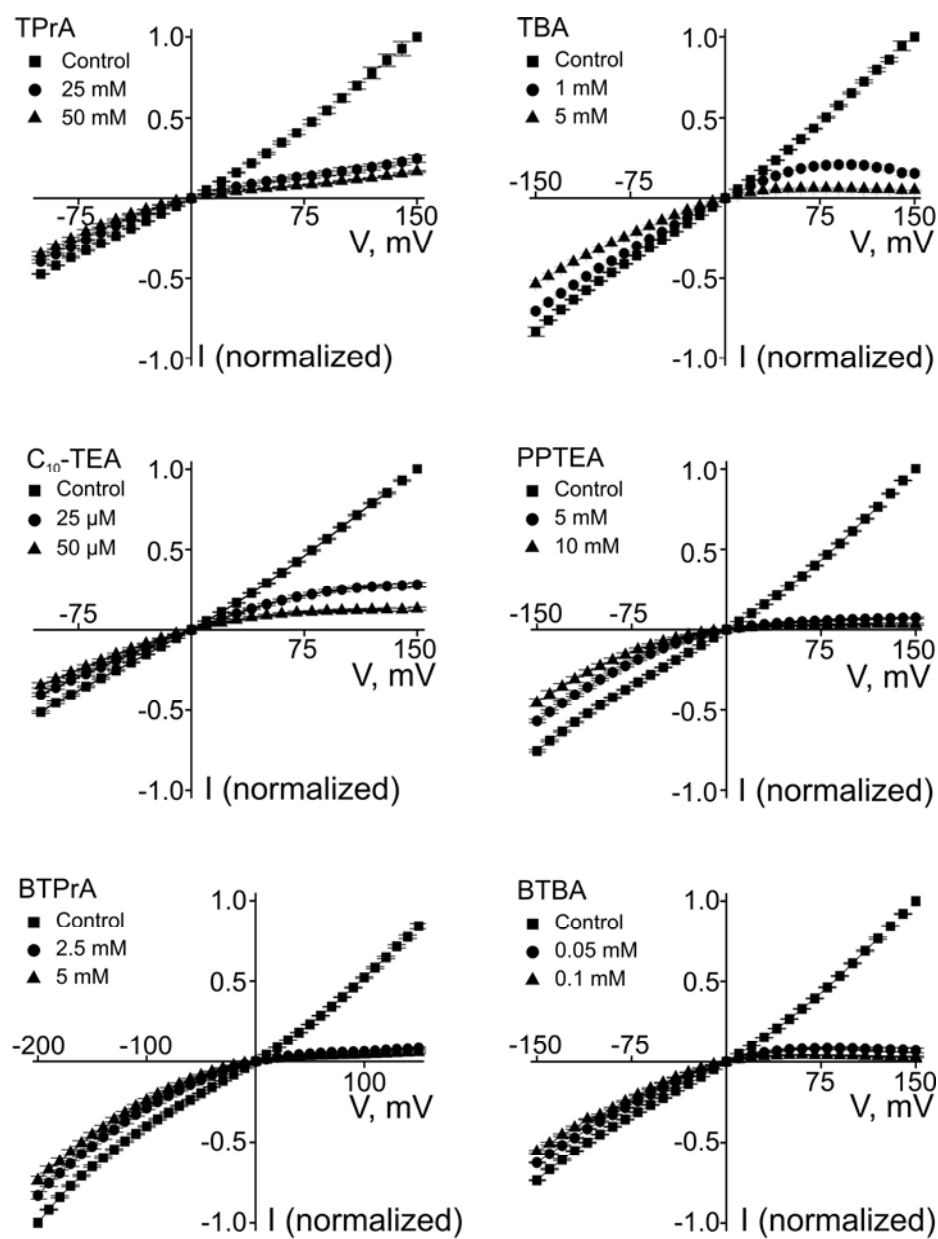 TPrA
■ Control
● 25 mM
▲ 50 mM
1.0
0.5
-75
75
150
V, mV
-0.5
-1.0
I (normalized)
TBA
■ Control
● 1 mM
▲ 5 mM
1.0
0.5
-150
-75
75
150
V, mV
-0.5
-1.0
I (normalized)
C₁₀-TEA
■ Control
● 25 µM
▲ 50 µM
1.0
0.5
-75
75
150
V, mV
-0.5
-1.0
I (normalized)
PPTEA
■ Control
● 5 mM
▲ 10 mM
1.0
0.5
-150
-75
75
150
V, mV
-0.5
-1.0
I (normalized)
BTPrA
■ Control
● 2.5 mM
▲ 5 mM
1.0
0.5
-200
-100
100
V, mV
-0.5
-1.0
I (normalized)
BTBA
■ Control
● 0.05 mM
▲ 0.1 mM
1.0
0.5
-150
-75
75
150
V, mV
-0.5
-1.0
I (normalized)